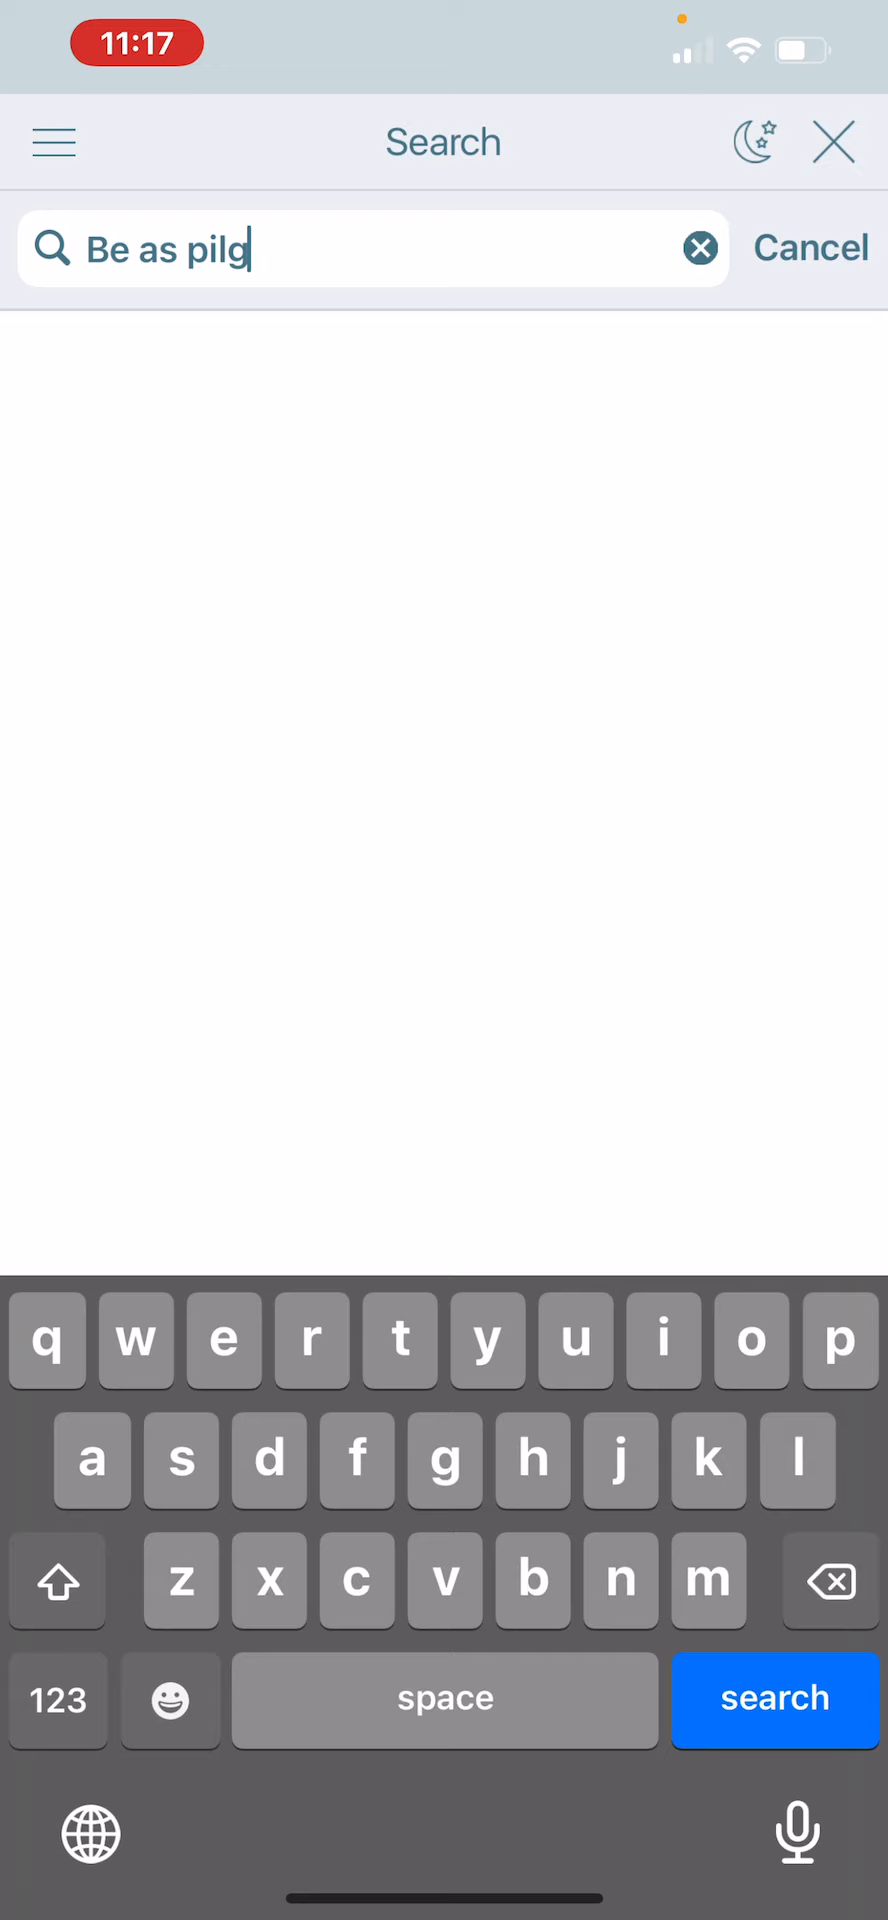 11:17
Search
Be as pilg
Cancel
q w e r t y u i o p
a s d f g h j k l
z x c v b n m
123 space search